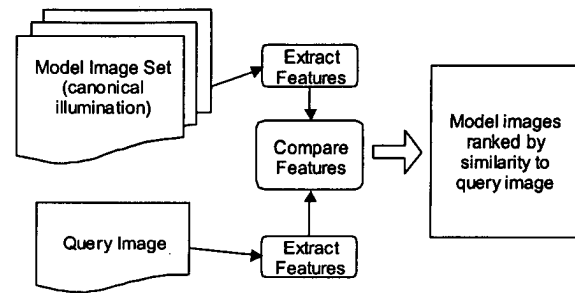 Model Image Set
(canonical
illumination)
Extract
Features
Compare
Features
Model images
ranked by
similarity to
query image
Query Image
Extract
Features